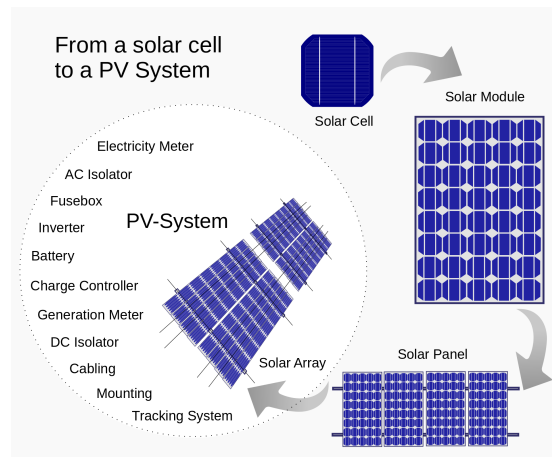 From a solar cell
to a PV System
Solar Cell
Solar Module
Electricity Meter
AC Isolator
Fusebox
Inverter
PV-System
Battery
Charge Controller
Generation Meter
DC Isolator
Cabling
Mounting
Tracking System
Solar Array
Solar Panel